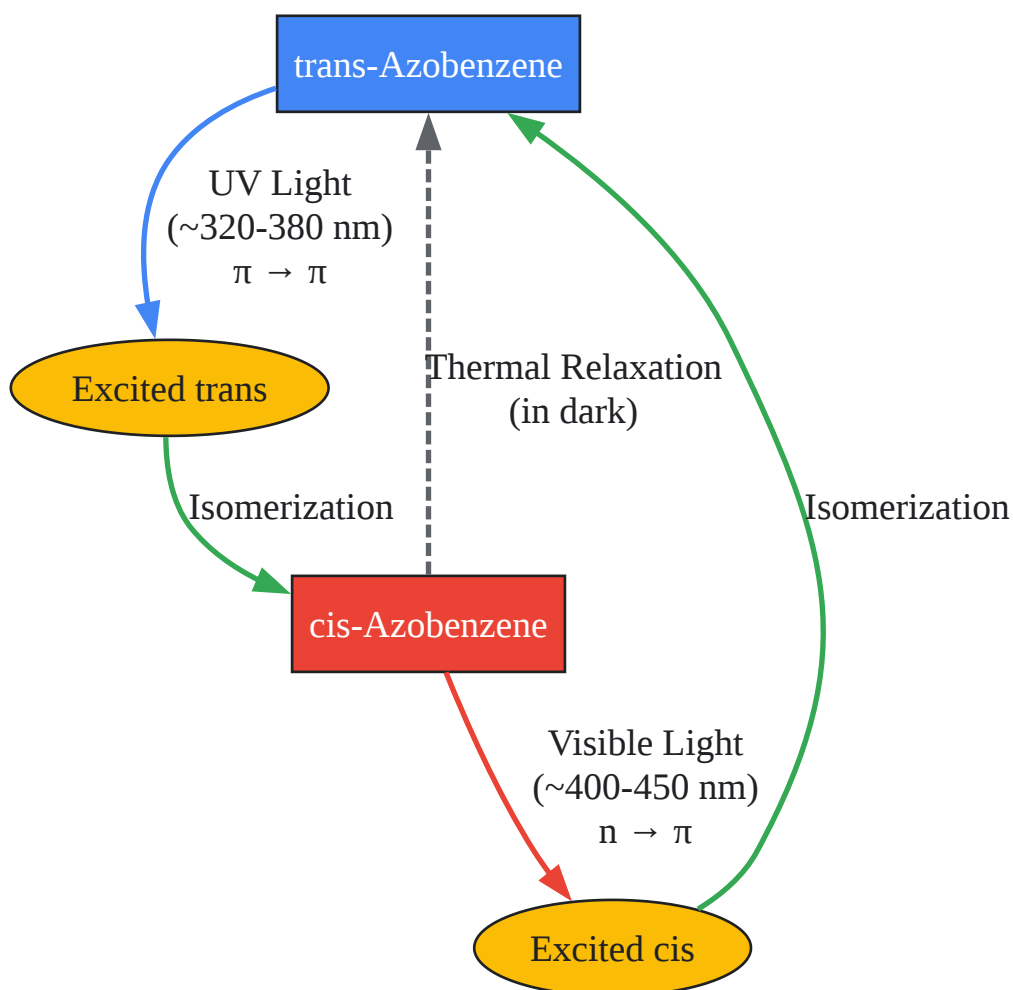 trans-Azobenzene
UV Light
(~320-380 nm)
π → π
Excited trans
Thermal Relaxation
(in dark)
Isomerization
Isomerization
cis-Azobenzene
Visible Light
(~400-450 nm)
n → π
Excited cis